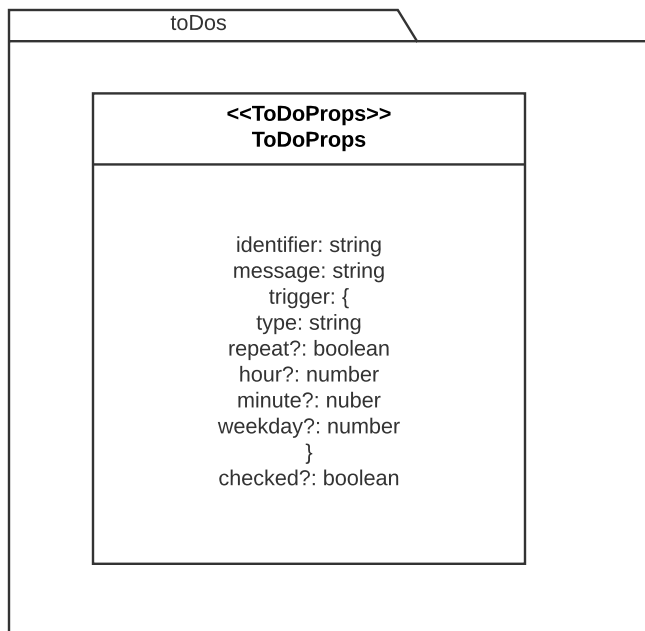 toDos
<<ToDoProps>>
ToDoProps
identifier: string
message: string
trigger: {
type: string
repeat?: boolean
hour?: number
minute?: nuber
weekday?: number
}
checked?: boolean